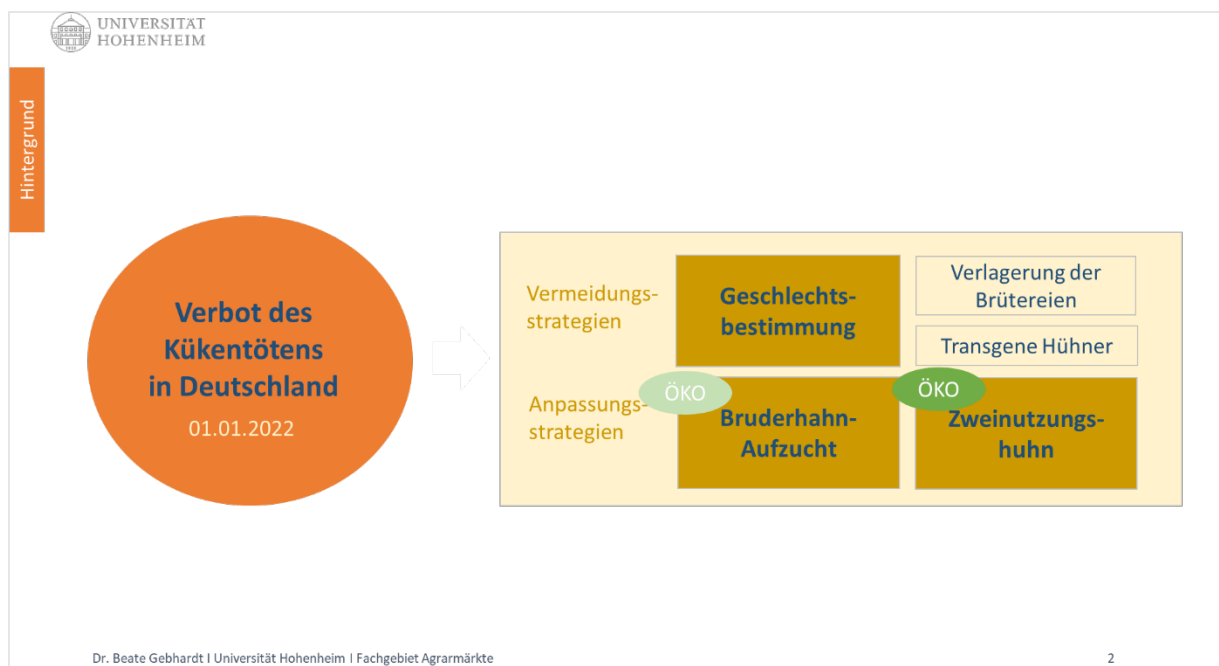 UNIVERSITÄT
HOHENHEIM
Hintergrund
Verbot des
Kükentötens
in Deutschland
01.01.2022
Vermeidungs-
strategien
Geschlechts-
bestimmung
Verlagerung der
Brütereien
Transgene Hühner
Anpassungs-
strategien
ÖKO
Bruderhahn-
Aufzucht
ÖKO
Zweinutzungs-
huhn
Dr. Beate Gebhardt I Universität Hohenheim I Fachgebiet Agrarmärkte
2